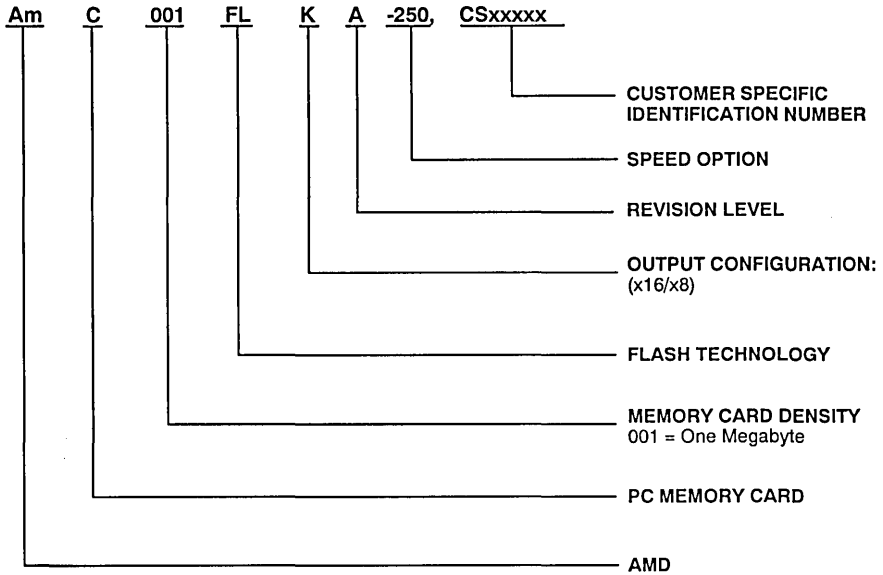 Am C 001 FL K A -250, CSxxxxx
CUSTOMER SPECIFIC
IDENTIFICATION NUMBER
SPEED OPTION
REVISION LEVEL
OUTPUT CONFIGURATION:
(x16/x8)
FLASH TECHNOLOGY
MEMORY CARD DENSITY
001 = One Megabyte
PC MEMORY CARD
AMD